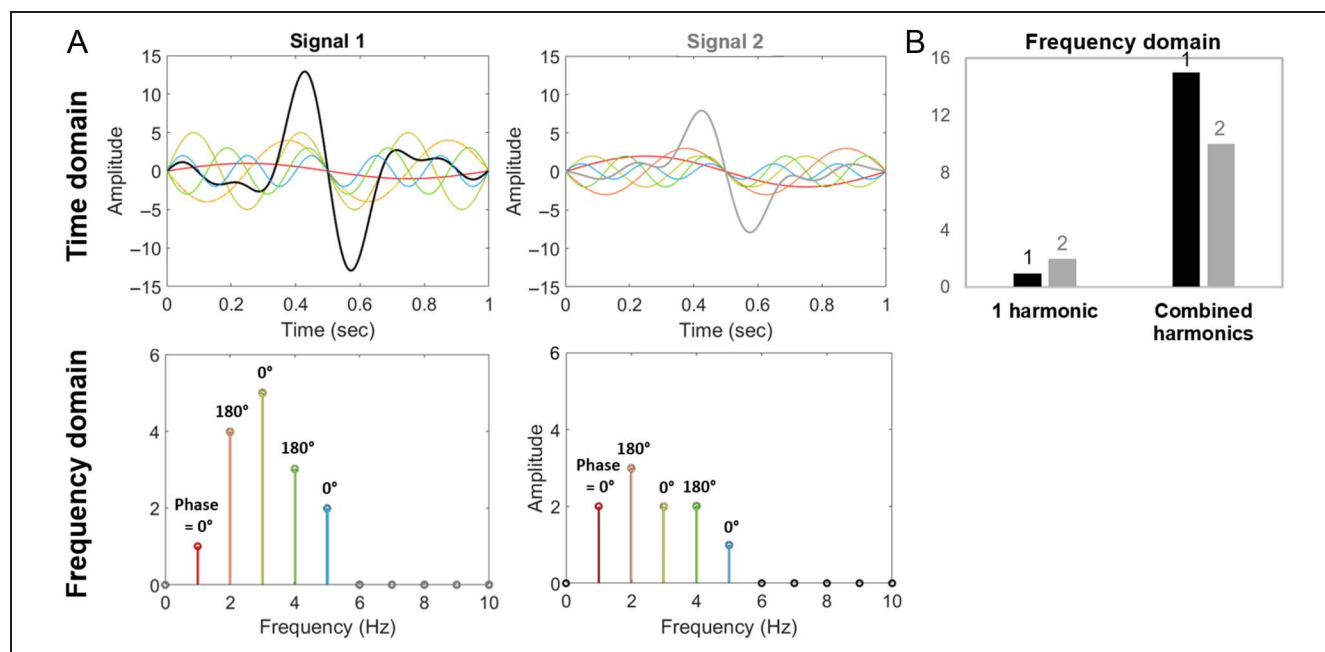 A
Signal 1
Signal 2
B
Frequency domain
Time domain
Amplitude
15
10
5
0
−5
−10
−15
0 0.2 0.4 0.6 0.8 1
Time (sec)
Amplitude
15
10
5
0
−5
−10
−15
0 0.2 0.4 0.6 0.8 1
Time (sec)
16
12
8
4
0
1
2
1
2
1 harmonic
Combined
harmonics
Frequency domain
6
4
2
0
Phase
= 0°
180°
0°
180°
0°
0 2 4 6 8 10
Frequency (Hz)
Amplitude
6
4
2
0
Phase
= 0°
180°
0°
180°
0°
0 2 4 6 8 10
Frequency (Hz)